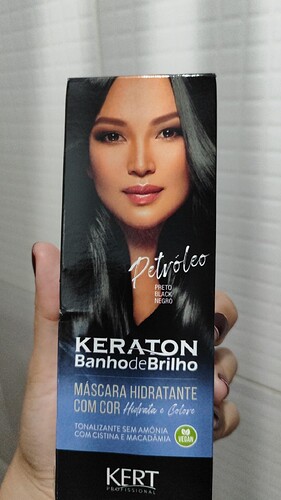 Petróleo
PRETO
BLACK
NEGRO
KERATON
BanhodeBrilho
MÁSCARA HIDRATANTE
COM COR Hidrata e Colore
TONALIZANTE SEM AMÔNIA
COM CISTINA E MACADÂMIA
VEGAN
KERT
PROFISSIONAL